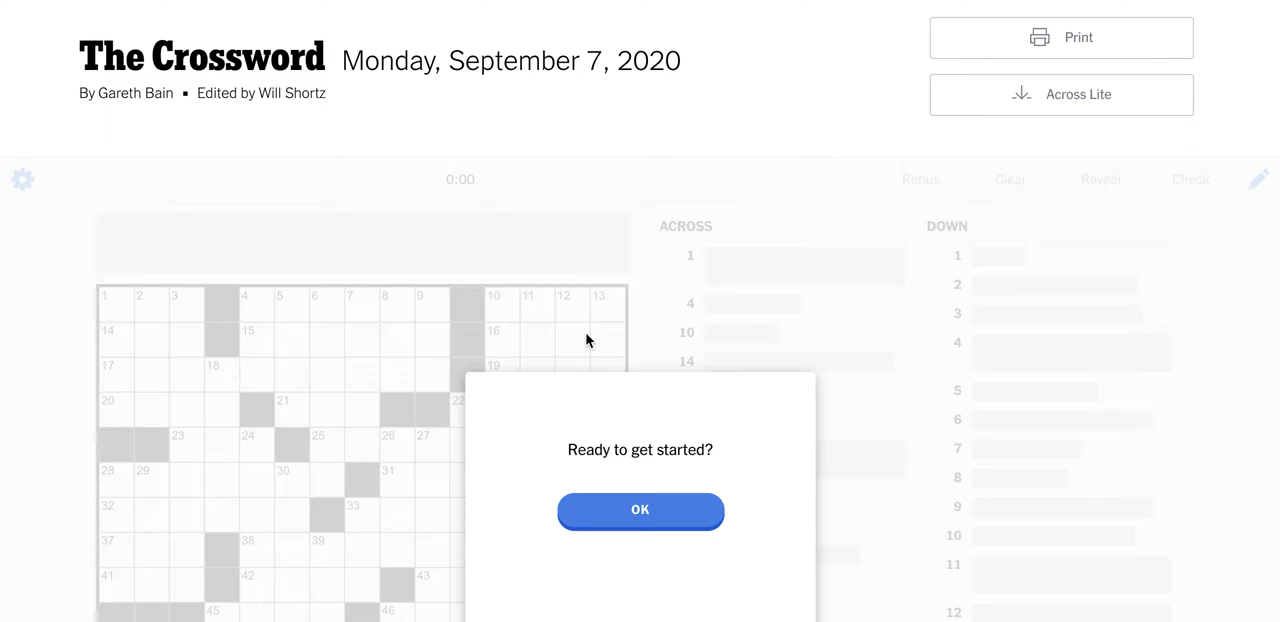 The Crossword Monday, September 7, 2020
By Gareth Bain ▪ Edited by Will Shortz
Print
Across Lite
0:00
Rebus Clear Reveal Check
ACROSS
1
4
10
14
DOWN
1
2
3
4
5
6
7
8
9
10
11
12
1 2 3 4 5 6 7 8 9 10 11 12 13
14 15 16
17 18 19
20 21 22
23 24 25 26 27
28 29 30 31
32 33
37 38 39
41 42 43
45 46
Ready to get started?
OK